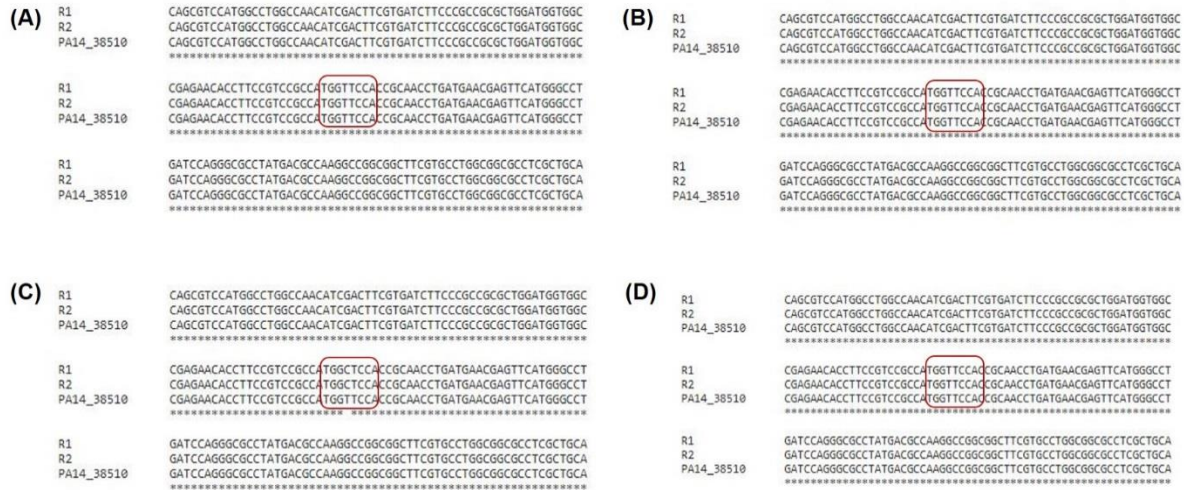 (A)
R1 CAGCGTCCATGGCCTGGCCAACATCGACTTCGTGATCTTCCCGCCGCGCTGGATGGTGGC
R2 CAGCGTCCATGGCCTGGCCAACATCGACTTCGTGATCTTCCCGCCGCGCTGGATGGTGGC
PA14_38510 CAGCGTCCATGGCCTGGCCAACATCGACTTCGTGATCTTCCCGCCGCGCTGGATGGTGGC
************************************************************
R1 CGAGAACACCTTCCGTCCGCCATGGTTCCACCGCAACCTGATGAACGAGTTCATGGGCCT
R2 CGAGAACACCTTCCGTCCGCCATGGTTCCACCGCAACCTGATGAACGAGTTCATGGGCCT
PA14_38510 CGAGAACACCTTCCGTCCGCCATGGTTCCACCGCAACCTGATGAACGAGTTCATGGGCCT
************************************************************
R1 GATCCAGGGCGCCTATGACGCCAAGGCCGGCGGCTTCGTGCCTGGCGGCGCCTCGCTGCA
R2 GATCCAGGGCGCCTATGACGCCAAGGCCGGCGGCTTCGTGCCTGGCGGCGCCTCGCTGCA
PA14_38510 GATCCAGGGCGCCTATGACGCCAAGGCCGGCGGCTTCGTGCCTGGCGGCGCCTCGCTGCA
************************************************************
(B)
R1 CAGCGTCCATGGCCTGGCCAACATCGACTTCGTGATCTTCCCGCCGCGCTGGATGGTGGC
R2 CAGCGTCCATGGCCTGGCCAACATCGACTTCGTGATCTTCCCGCCGCGCTGGATGGTGGC
PA14_38510 CAGCGTCCATGGCCTGGCCAACATCGACTTCGTGATCTTCCCGCCGCGCTGGATGGTGGC
************************************************************
R1 CGAGAACACCTTCCGTCCGCCATGGTTCCACCGCAACCTGATGAACGAGTTCATGGGCCT
R2 CGAGAACACCTTCCGTCCGCCATGGTTCCACCGCAACCTGATGAACGAGTTCATGGGCCT
PA14_38510 CGAGAACACCTTCCGTCCGCCATGGTTCCACCGCAACCTGATGAACGAGTTCATGGGCCT
************************************************************
R1 GATCCAGGGCGCCTATGACGCCAAGGCCGGCGGCTTCGTGCCTGGCGGCGCCTCGCTGCA
R2 GATCCAGGGCGCCTATGACGCCAAGGCCGGCGGCTTCGTGCCTGGCGGCGCCTCGCTGCA
PA14_38510 GATCCAGGGCGCCTATGACGCCAAGGCCGGCGGCTTCGTGCCTGGCGGCGCCTCGCTGCA
************************************************************
(C)
R1 CAGCGTCCATGGCCTGGCCAACATCGACTTCGTGATCTTCCCGCCGCGCTGGATGGTGGC
R2 CAGCGTCCATGGCCTGGCCAACATCGACTTCGTGATCTTCCCGCCGCGCTGGATGGTGGC
PA14_38510 CAGCGTCCATGGCCTGGCCAACATCGACTTCGTGATCTTCCCGCCGCGCTGGATGGTGGC
************************************************************
R1 CGAGAACACCTTCCGTCCGCCATGGCTCCACCGCAACCTGATGAACGAGTTCATGGGCCT
R2 CGAGAACACCTTCCGTCCGCCATGGCTCCACCGCAACCTGATGAACGAGTTCATGGGCCT
PA14_38510 CGAGAACACCTTCCGTCCGCCATGGTTCCACCGCAACCTGATGAACGAGTTCATGGGCCT
************************* **********************************
R1 GATCCAGGGCGCCTATGACGCCAAGGCCGGCGGCTTCGTGCCTGGCGGCGCCTCGCTGCA
R2 GATCCAGGGCGCCTATGACGCCAAGGCCGGCGGCTTCGTGCCTGGCGGCGCCTCGCTGCA
PA14_38510 GATCCAGGGCGCCTATGACGCCAAGGCCGGCGGCTTCGTGCCTGGCGGCGCCTCGCTGCA
************************************************************
(D)
R1 CAGCGTCCATGGCCTGGCCAACATCGACTTCGTGATCTTCCCGCCGCGCTGGATGGTGGC
R2 CAGCGTCCATGGCCTGGCCAACATCGACTTCGTGATCTTCCCGCCGCGCTGGATGGTGGC
PA14_38510 CAGCGTCCATGGCCTGGCCAACATCGACTTCGTGATCTTCCCGCCGCGCTGGATGGTGGC
************************************************************
R1 CGAGAACACCTTCCGTCCGCCATGGTTCCACCGCAACCTGATGAACGAGTTCATGGGCCT
R2 CGAGAACACCTTCCGTCCGCCATGGTTCCACCGCAACCTGATGAACGAGTTCATGGGCCT
PA14_38510 CGAGAACACCTTCCGTCCGCCATGGTTCCACCGCAACCTGATGAACGAGTTCATGGGCCT
************************************************************
R1 GATCCAGGGCGCCTATGACGCCAAGGCCGGCGGCTTCGTGCCTGGCGGCGCCTCGCTGCA
R2 GATCCAGGGCGCCTATGACGCCAAGGCCGGCGGCTTCGTGCCTGGCGGCGCCTCGCTGCA
PA14_38510 GATCCAGGGCGCCTATGACGCCAAGGCCGGCGGCTTCGTGCCTGGCGGCGCCTCGCTGCA
************************************************************